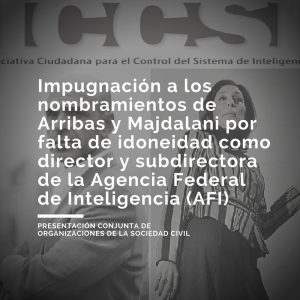 ICCSI
Iniciativa Ciudadana para el Control del Sistema de Inteligencia
Impugnación a los
nombramientos de
Arribas y Majdalani por
falta de idoneidad como
director y subdirectora
de la Agencia Federal
de Inteligencia (AFI)
PRESENTACIÓN CONJUNTA DE
ORGANIZACIONES DE LA SOCIEDAD CIVIL